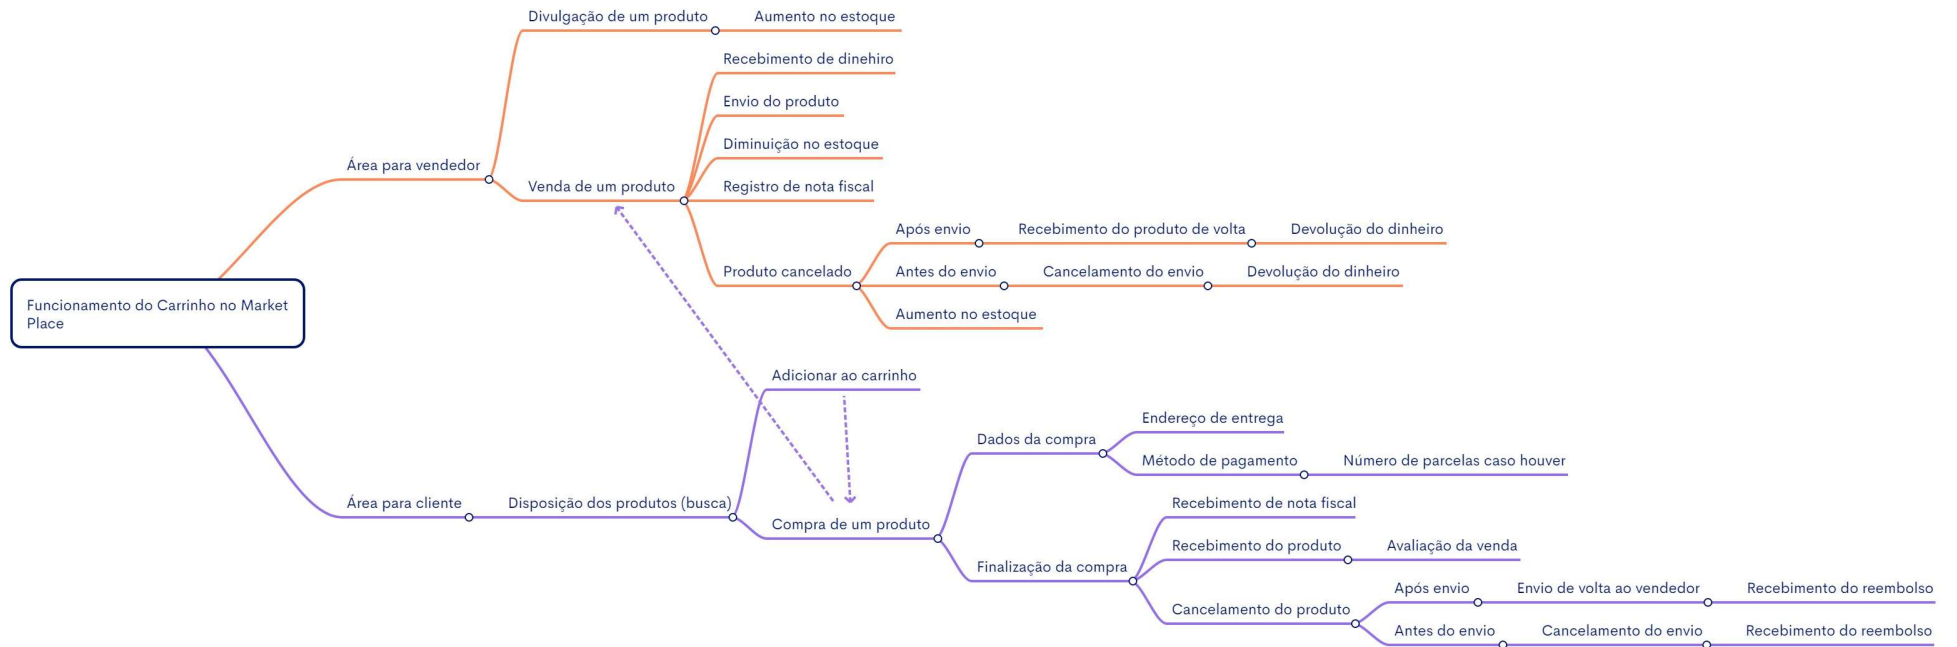 Divulgação de um produto
Aumento no estoque
Recebimento de dinehiro
Envio do produto
Diminuição no estoque
Área para vendedor
Venda de um produto
Registro de nota fiscal
Após envio
Recebimento do produto de volta
Devolução do dinheiro
Produto cancelado
Antes do envio
Cancelamento do envio
Devolução do dinheiro
Aumento no estoque
Funcionamento do Carrinho no Market
Place
Adicionar ao carrinho
Endereço de entrega
Dados da compra
Método de pagamento
Número de parcelas caso houver
Área para cliente
Disposição dos produtos (busca)
Compra de um produto
Recebimento de nota fiscal
Recebimento do produto
Avaliação da venda
Finalização da compra
Após envio
Envio de volta ao vendedor
Recebimento do reembolso
Cancelamento do produto
Antes do envio
Cancelamento do envio
Recebimento do reembolso